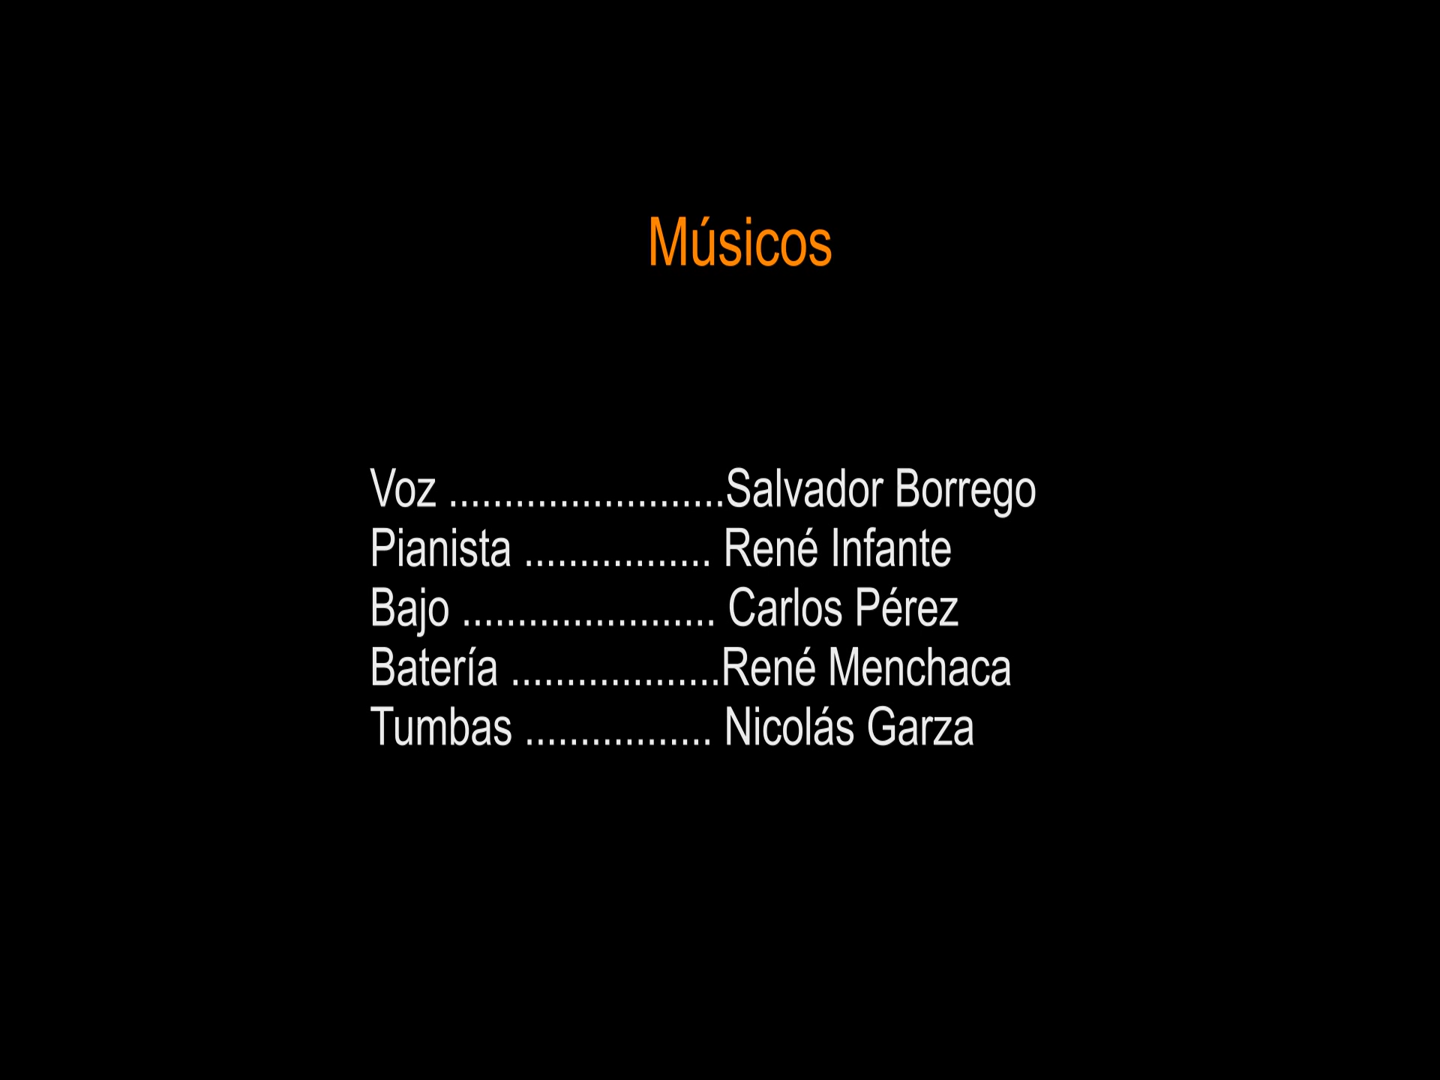 Músicos
Voz .........................Salvador Borrego
Pianista ................. René Infante
Bajo ....................... Carlos Pérez
Batería ...................René Menchaca
Tumbas ................. Nicolás Garza